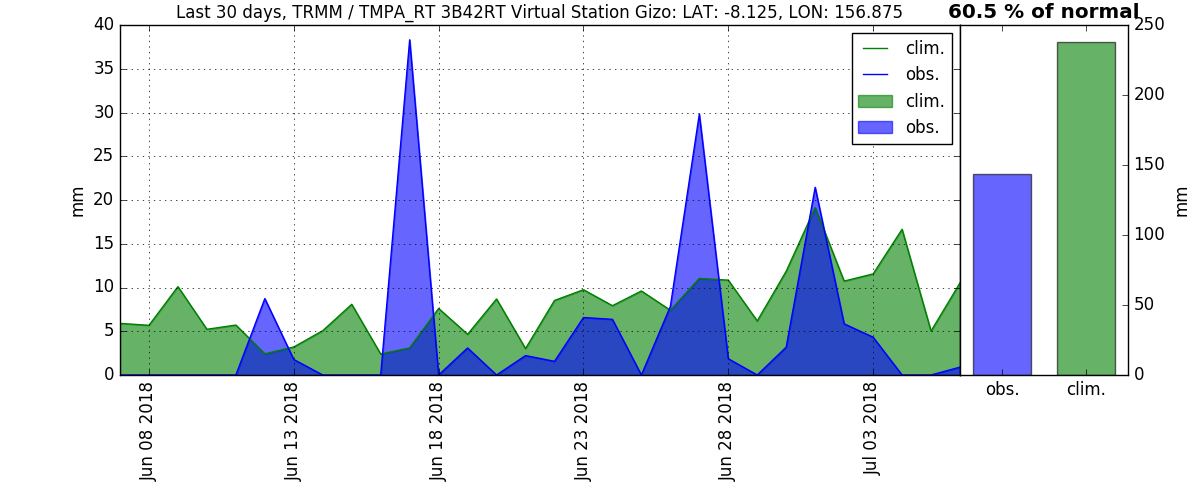 Last 30 days, TRMM / TMPA_RT 3B42RT Virtual Station Gizo: LAT: -8.125, LON: 156.875
60.5 % of normal
clim.
obs.
clim.
obs.
mm
40
35
30
25
20
15
10
5
0
Jun 08 2018
Jun 13 2018
Jun 18 2018
Jun 23 2018
Jun 28 2018
Jul 03 2018
250
200
150
100
50
0
mm
obs.
clim.